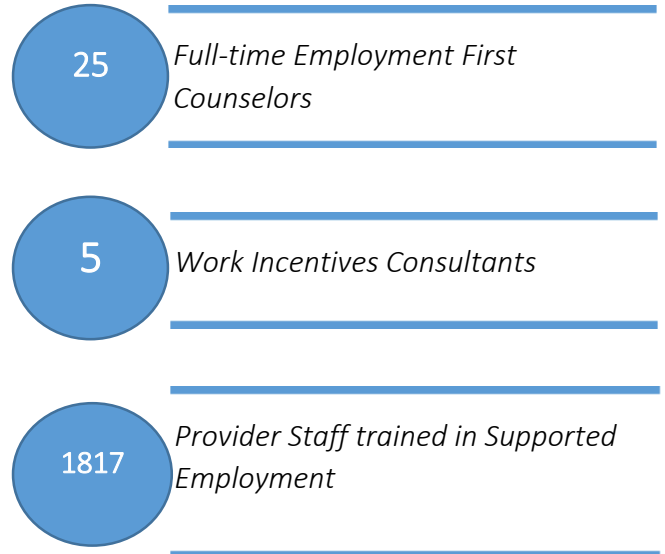 25
Full-time Employment First
Counselors
5
Work Incentives Consultants
1817
Provider Staff trained in Supported
Employment